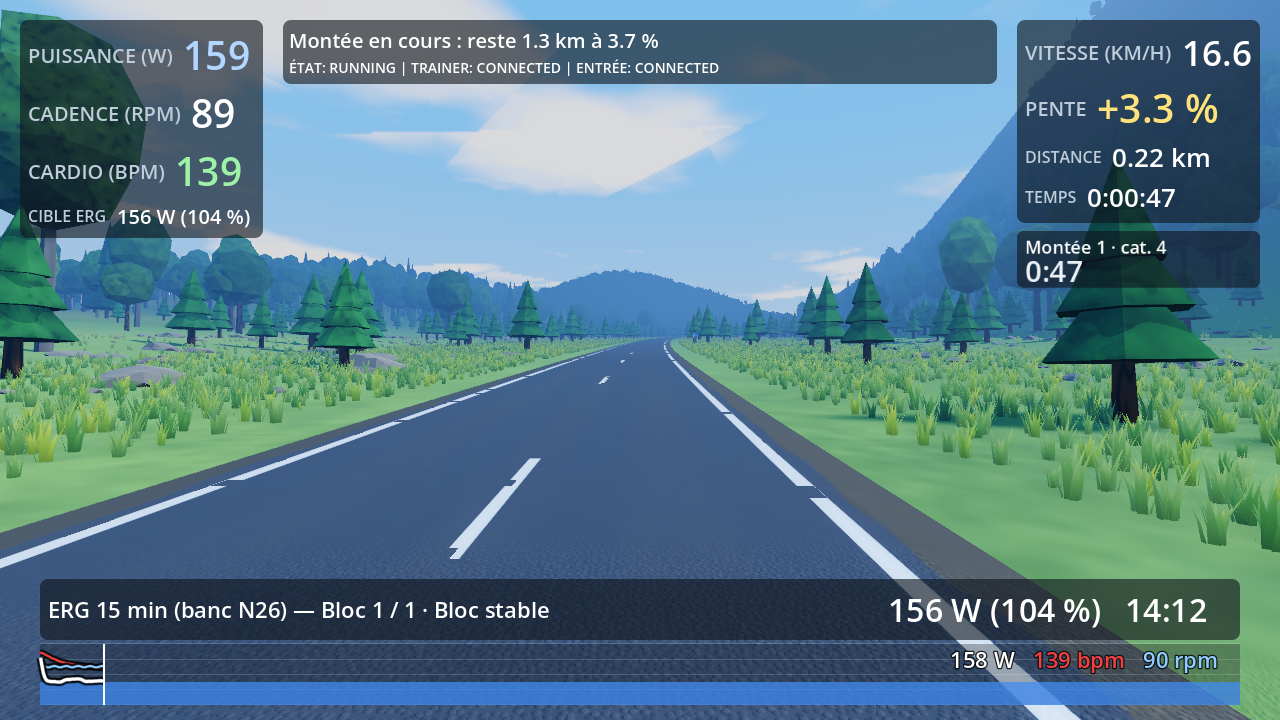 PUISSANCE (W) 159
CADENCE (RPM) 89
CARDIO (BPM) 139
CIBLE ERG 156 W (104 %)
Montée en cours : reste 1.3 km à 3.7 %
ÉTAT: RUNNING | TRAINER: CONNECTED | ENTRÉE: CONNECTED
VITESSE (KM/H) 16.6
PENTE +3.3 %
DISTANCE 0.22 km
TEMPS 0:00:47
Montée 1 · cat. 4
0:47
ERG 15 min (banc N26) — Bloc 1 / 1 · Bloc stable 156 W (104 %) 14:12
158 W 139 bpm 90 rpm